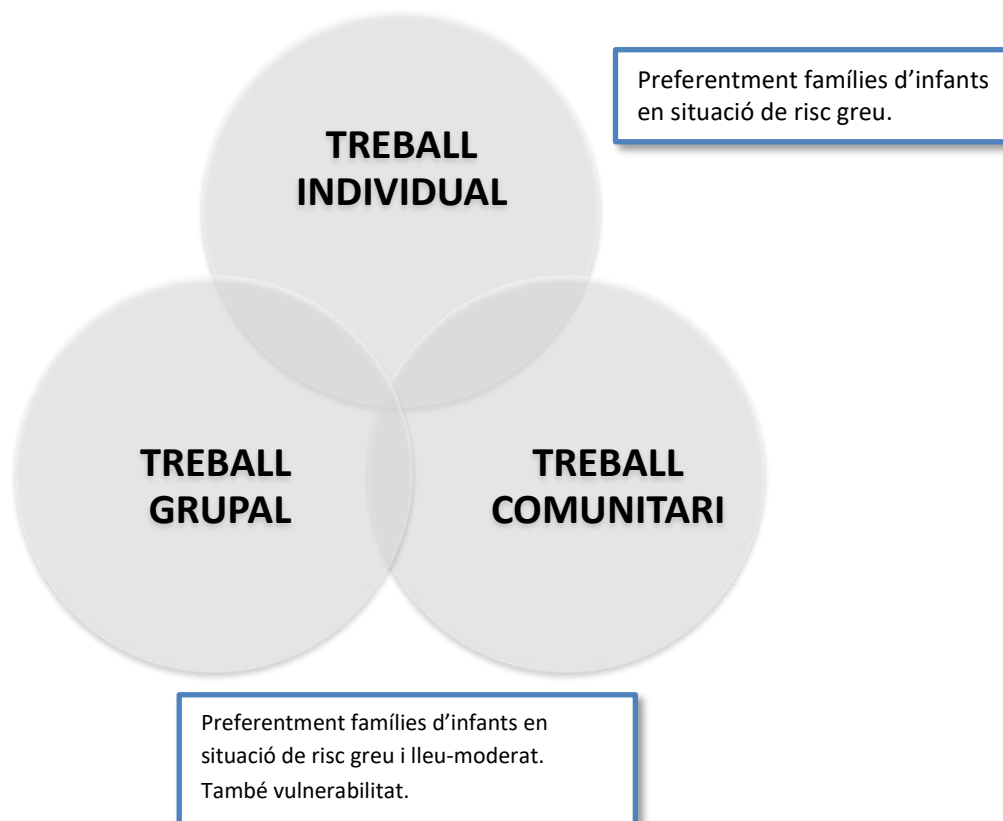 Preferentment famílies d’infants
en situació de risc greu.
TREBALL
INDIVIDUAL
TREBALL
GRUPAL
TREBALL
COMUNITARI
Preferentment famílies d’infants en
situació de risc greu i lleu-moderat.
També vulnerabilitat.